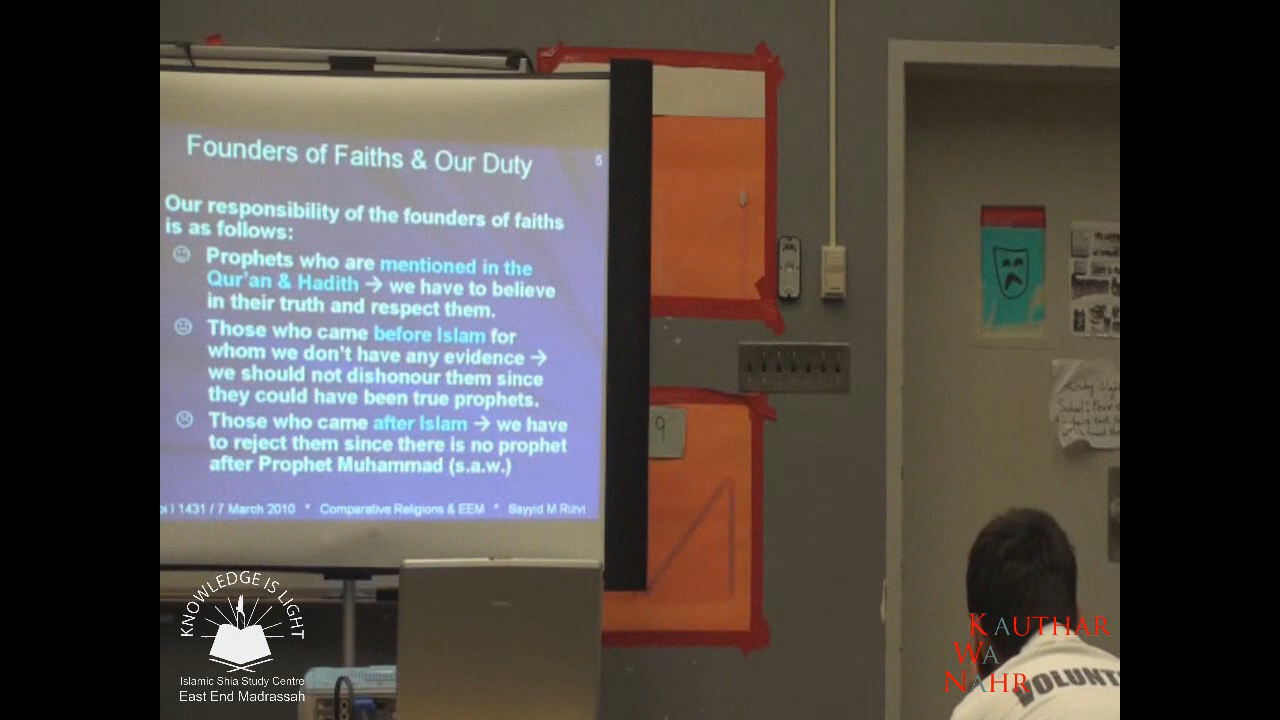 Founders of Faiths & Our Duty
5
Our responsibility of the founders of faiths
is as follows:
Prophets who are mentioned in the
Qur'an & Hadith → we have to believe
in their truth and respect them.
Those who came before Islam for
whom we don't have any evidence →
we should not dishonour them since
they could have been true prophets.
Those who came after Islam → we have
to reject them since there is no prophet
after Prophet Muhammad (s.a.w.)
I 1431 / 7 March 2010 * Comparative Religions & EEM * Sayyid M Rizvi
9
KNOWLEDGE IS LIGHT
Islamic Shia Study Centre
East End Madrassah
KAUTHAR
WA
NAHR
VOLUNT